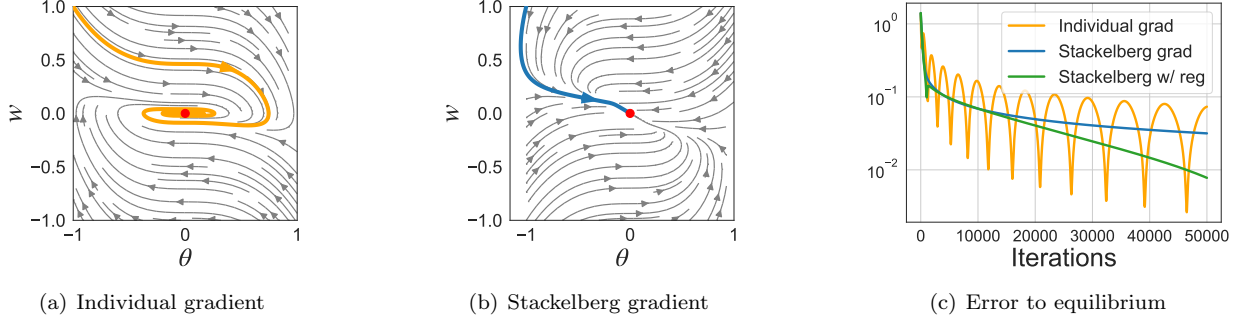 1.0
0.5
0.0
−0.5
−1.0
w
−1
0
1
θ
(a) Individual gradient
1.0
0.5
0.0
−0.5
−1.0
w
−1
0
1
θ
(b) Stackelberg gradient
10⁰
10⁻¹
10⁻²
Individual grad
Stackelberg grad
Stackelberg w/ reg
0
10000
20000
30000
40000
50000
Iterations
(c) Error to equilibrium